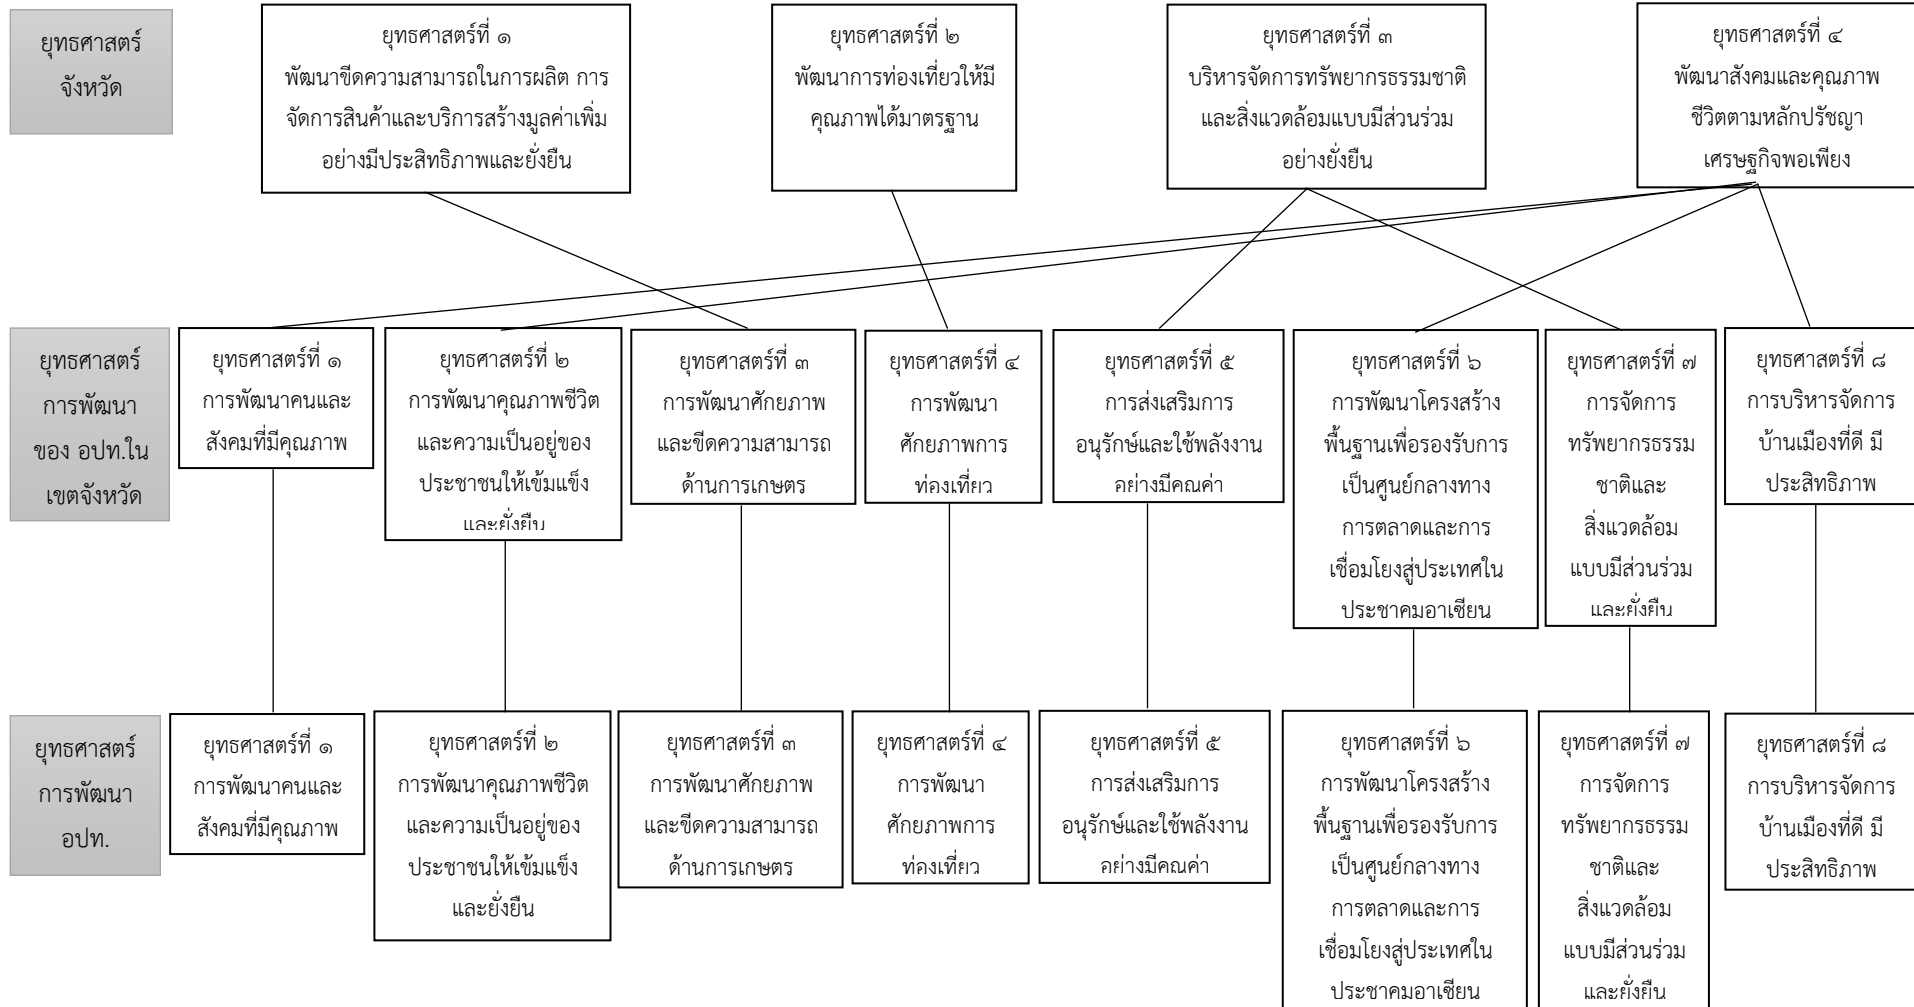 ยุทธศาสตร์
จังหวัด
ยุทธศาสตร์ที่ ๑
พัฒนาขีดความสามารถในการผลิต การ
จัดการสินค้าและบริการสร้างมูลค่าเพิ่ม
อย่างมีประสิทธิภาพและยั่งยืน
ยุทธศาสตร์ที่ ๒
พัฒนาการท่องเที่ยวให้มี
คุณภาพได้มาตรฐาน
ยุทธศาสตร์ที่ ๓
บริหารจัดการทรัพยากรธรรมชาติ
และสิ่งแวดล้อมแบบมีส่วนร่วม
อย่างยั่งยืน
ยุทธศาสตร์ที่ ๔
พัฒนาสังคมและคุณภาพ
ชีวิตตามหลักปรัชญา
เศรษฐกิจพอเพียง
ยุทธศาสตร์
การพัฒนา
ของ อปท.ใน
เขตจังหวัด
ยุทธศาสตร์ที่ ๑
การพัฒนาคนและ
สังคมที่มีคุณภาพ
ยุทธศาสตร์ที่ ๒
การพัฒนาคุณภาพชีวิต
และความเป็นอยู่ของ
ประชาชนให้เข้มแข็ง
และยั่งยืน
ยุทธศาสตร์ที่ ๓
การพัฒนาศักยภาพ
และขีดความสามารถ
ด้านการเกษตร
ยุทธศาสตร์ที่ ๔
การพัฒนา
ศักยภาพการ
ท่องเที่ยว
ยุทธศาสตร์ที่ ๕
การส่งเสริมการ
อนุรักษ์และใช้พลังงาน
อย่างมีคุณค่า
ยุทธศาสตร์ที่ ๖
การพัฒนาโครงสร้าง
พื้นฐานเพื่อรองรับการ
เป็นศูนย์กลางทาง
การตลาดและการ
เชื่อมโยงสู่ประเทศใน
ประชาคมอาเซียน
ยุทธศาสตร์ที่ ๗
การจัดการ
ทรัพยากรธรรม
ชาติและ
สิ่งแวดล้อม
แบบมีส่วนร่วม
และยั่งยืน
ยุทธศาสตร์ที่ ๘
การบริหารจัดการ
บ้านเมืองที่ดี มี
ประสิทธิภาพ
ยุทธศาสตร์
การพัฒนา
อปท.
ยุทธศาสตร์ที่ ๑
การพัฒนาคนและ
สังคมที่มีคุณภาพ
ยุทธศาสตร์ที่ ๒
การพัฒนาคุณภาพชีวิต
และความเป็นอยู่ของ
ประชาชนให้เข้มแข็ง
และยั่งยืน
ยุทธศาสตร์ที่ ๓
การพัฒนาศักยภาพ
และขีดความสามารถ
ด้านการเกษตร
ยุทธศาสตร์ที่ ๔
การพัฒนา
ศักยภาพการ
ท่องเที่ยว
ยุทธศาสตร์ที่ ๕
การส่งเสริมการ
อนุรักษ์และใช้พลังงาน
อย่างมีคุณค่า
ยุทธศาสตร์ที่ ๖
การพัฒนาโครงสร้าง
พื้นฐานเพื่อรองรับการ
เป็นศูนย์กลางทาง
การตลาดและการ
เชื่อมโยงสู่ประเทศใน
ประชาคมอาเซียน
ยุทธศาสตร์ที่ ๗
การจัดการ
ทรัพยากรธรรม
ชาติและ
สิ่งแวดล้อม
แบบมีส่วนร่วม
และยั่งยืน
ยุทธศาสตร์ที่ ๘
การบริหารจัดการ
บ้านเมืองที่ดี มี
ประสิทธิภาพ